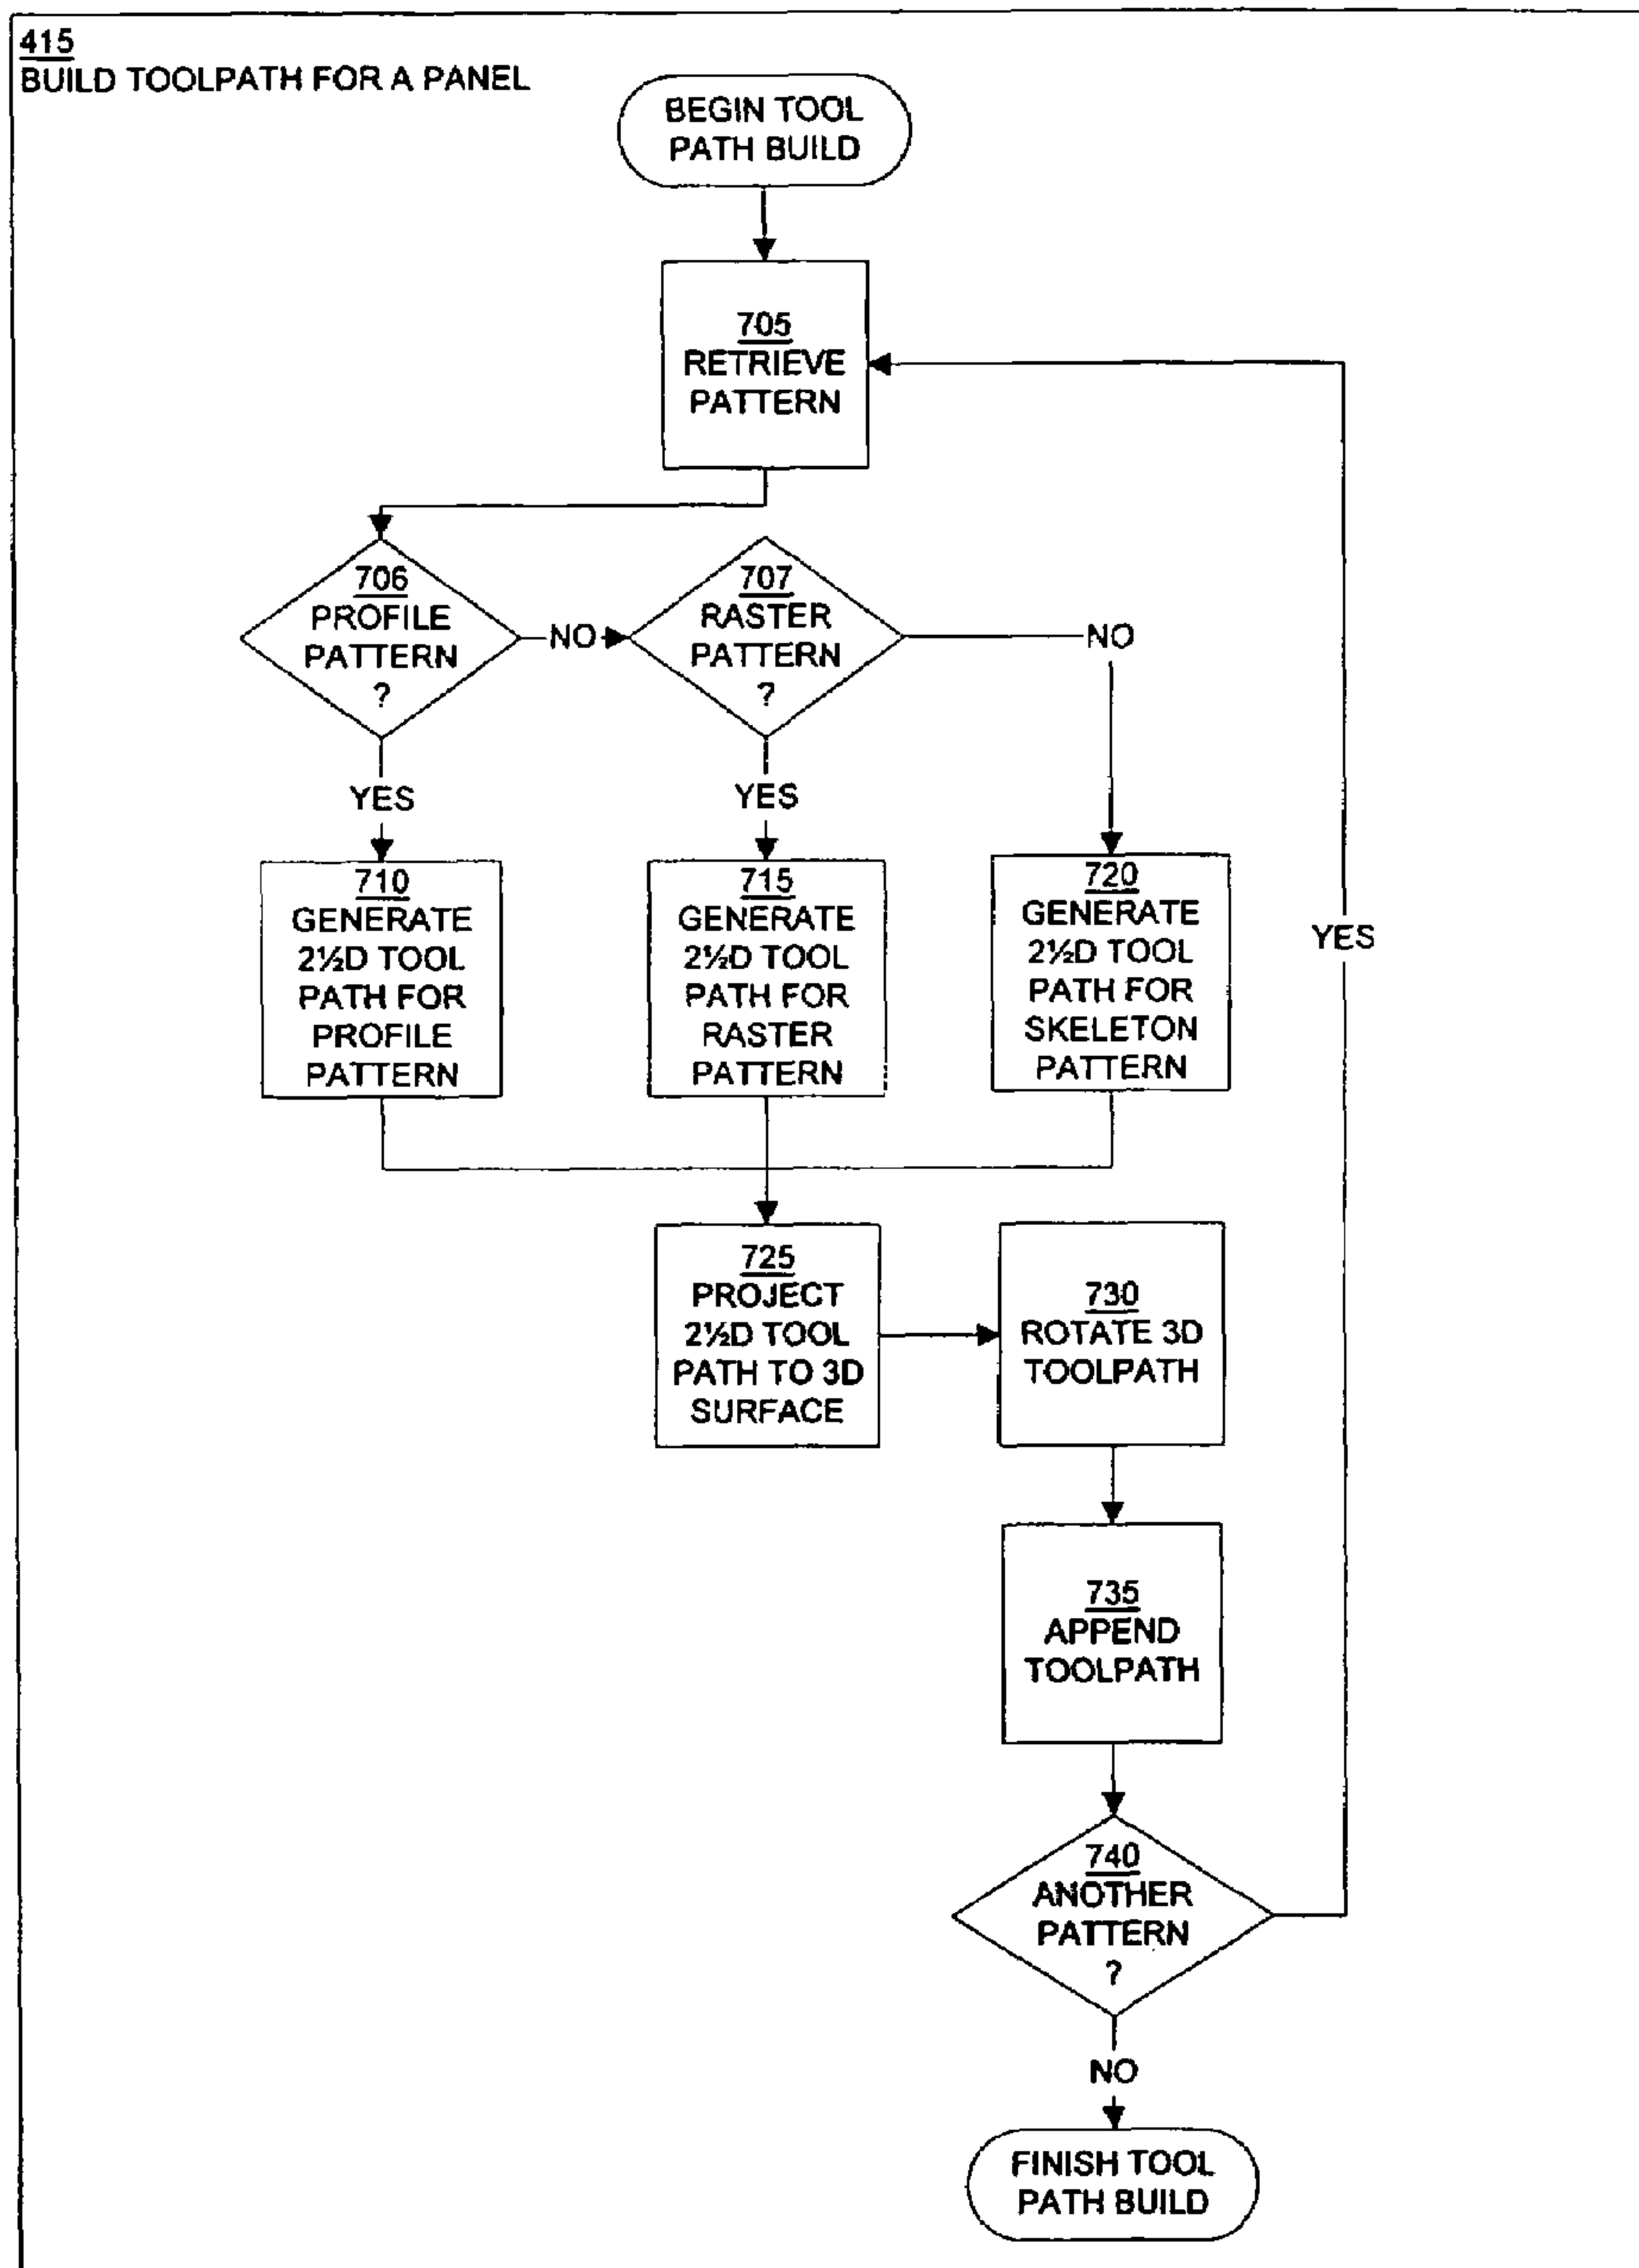 415
BUILD TOOLPATH FOR A PANEL
BEGIN TOOL
PATH BUILD
705
RETRIEVE
PATTERN
706
PROFILE
PATTERN
?
NO
707
RASTER
PATTERN
?
NO
YES
YES
710
GENERATE
2½D TOOL
PATH FOR
PROFILE
PATTERN
715
GENERATE
2½D TOOL
PATH FOR
RASTER
PATTERN
720
GENERATE
2½D TOOL
PATH FOR
SKELETON
PATTERN
YES
725
PROJECT
2½D TOOL
PATH TO 3D
SURFACE
730
ROTATE 3D
TOOLPATH
735
APPEND
TOOLPATH
740
ANOTHER
PATTERN
?
NO
FINISH TOOL
PATH BUILD